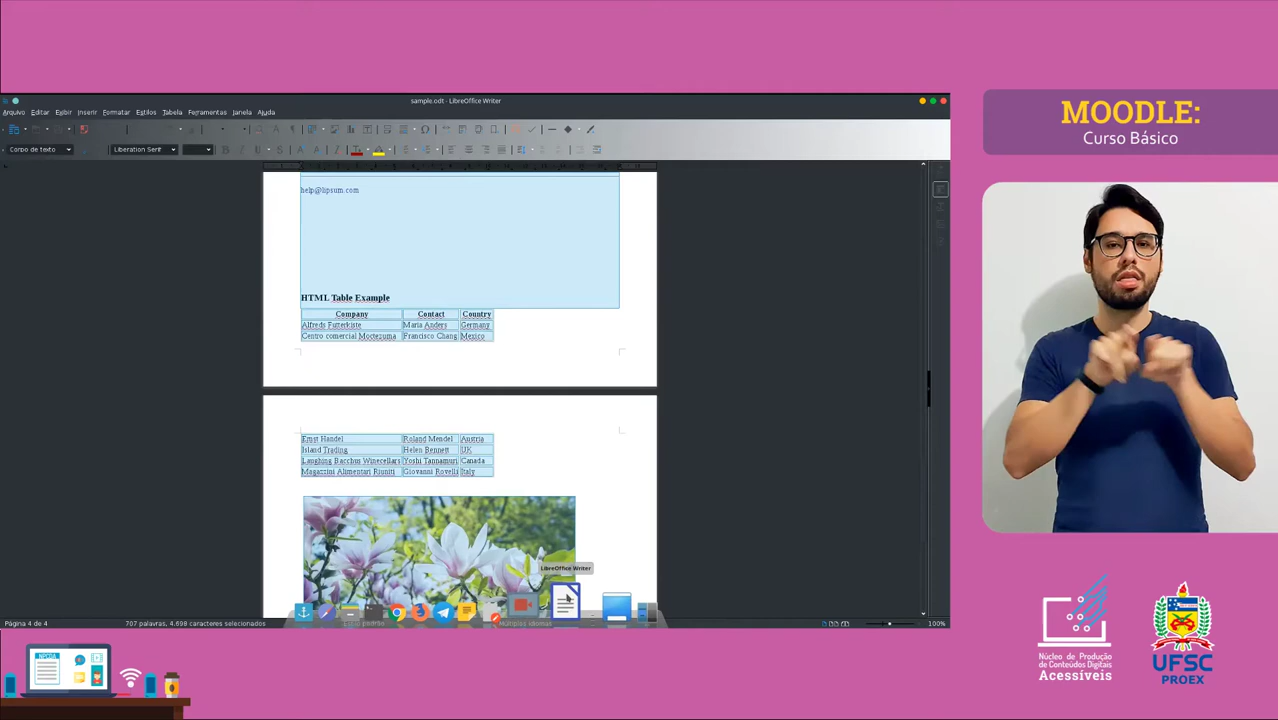 sample.odt - LibreOffice Writer
Arquivo Editar Exibir Inserir Formatar Estilos Tabela Ferramentas Janela Ajuda
Corpo de texto Liberation Serif
help@lipsum.com
HTML Table Example
Company Contact Country
Alfreds Futterkiste Maria Anders Germany
Centro comercial Moctezuma Francisco Chang Mexico
Ernst Handel Roland Mendel Austria
Island Trading Helen Bennett UK
Laughing Bacchus Winecellars Yoshi Tannamuri Canada
Magazzini Alimentari Riuniti Giovanni Rovelli Italy
LibreOffice Writer
Página 4 de 4 707 palavras, 4.698 caracteres selecionados Múltiplos idiomas 100%
MOODLE:
Curso Básico
Núcleo de Produção
de Conteúdos Digitais
Acessíveis
UFSC
PROEX
NPCDA